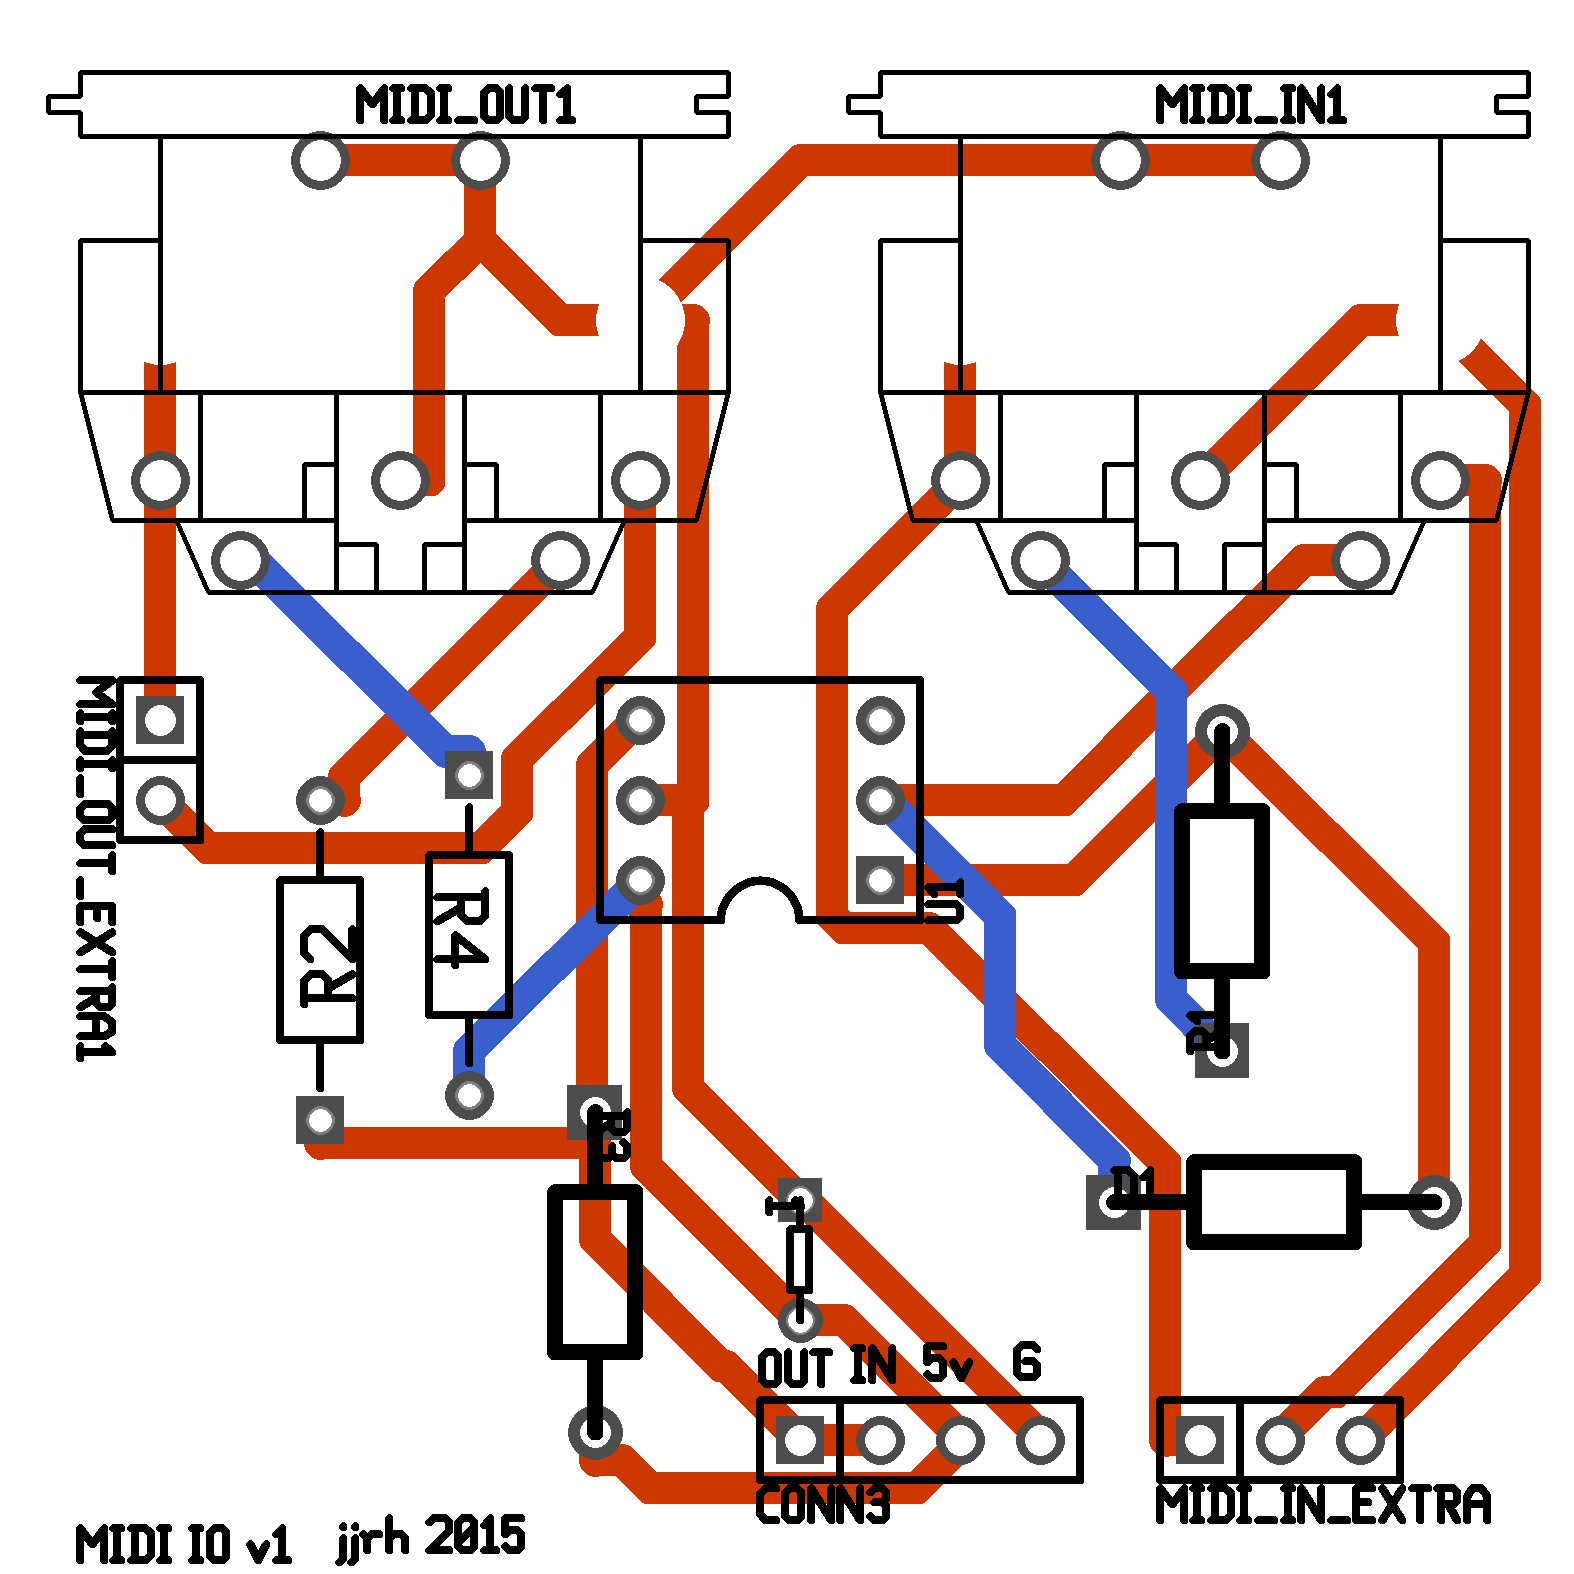 MIDI_OUT1
MIDI_IN1
MIDI_OUT_EXTRA1
U1
R4
R2
R1
R3
D1
1
OUT IN 5v G
CONN3
MIDI_IN_EXTRA
MIDI IO v1 jjrh 2015